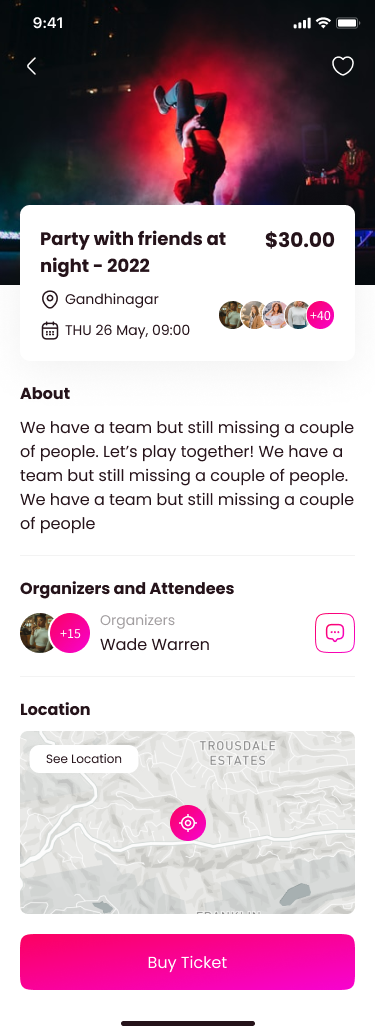 9:41
Party with friends at
night - 2022
$30.00
Gandhinagar
THU 26 May, 09:00
+40
About
We have a team but still missing a couple
of people. Let’s play together! We have a
team but still missing a couple of people.
We have a team but still missing a couple
of people
Organizers and Attendees
+15
Organizers
Wade Warren
Location
See Location
TROUSDALE
ESTATES
Buy Ticket